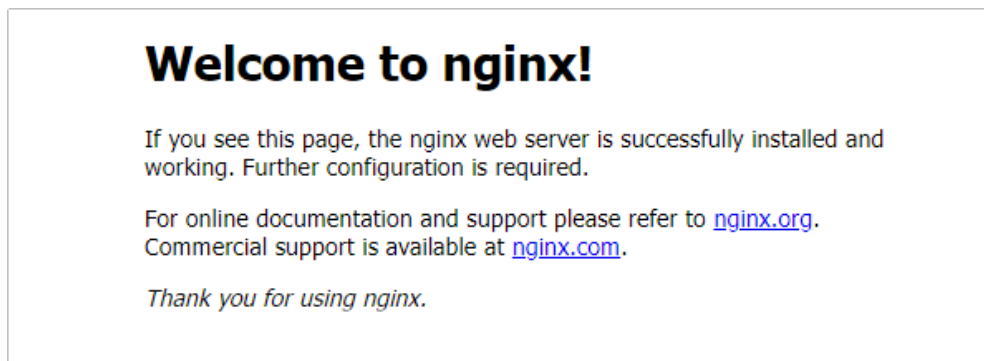 Welcome to nginx!
If you see this page, the nginx web server is successfully installed and
working. Further configuration is required.
For online documentation and support please refer to nginx.org.
Commercial support is available at nginx.com.
Thank you for using nginx.